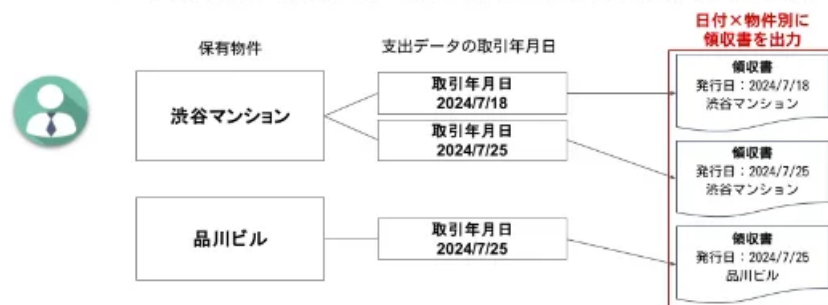 日付×物件別に
領収書を出力
保有物件
支出データの取引年月日
渋谷マンション
取引年月日
2024/7/18
取引年月日
2024/7/25
領収書
発行日：2024/7/18
渋谷マンション
領収書
発行日：2024/7/25
渋谷マンション
品川ビル
取引年月日
2024/7/25
領収書
発行日：2024/7/25
品川ビル